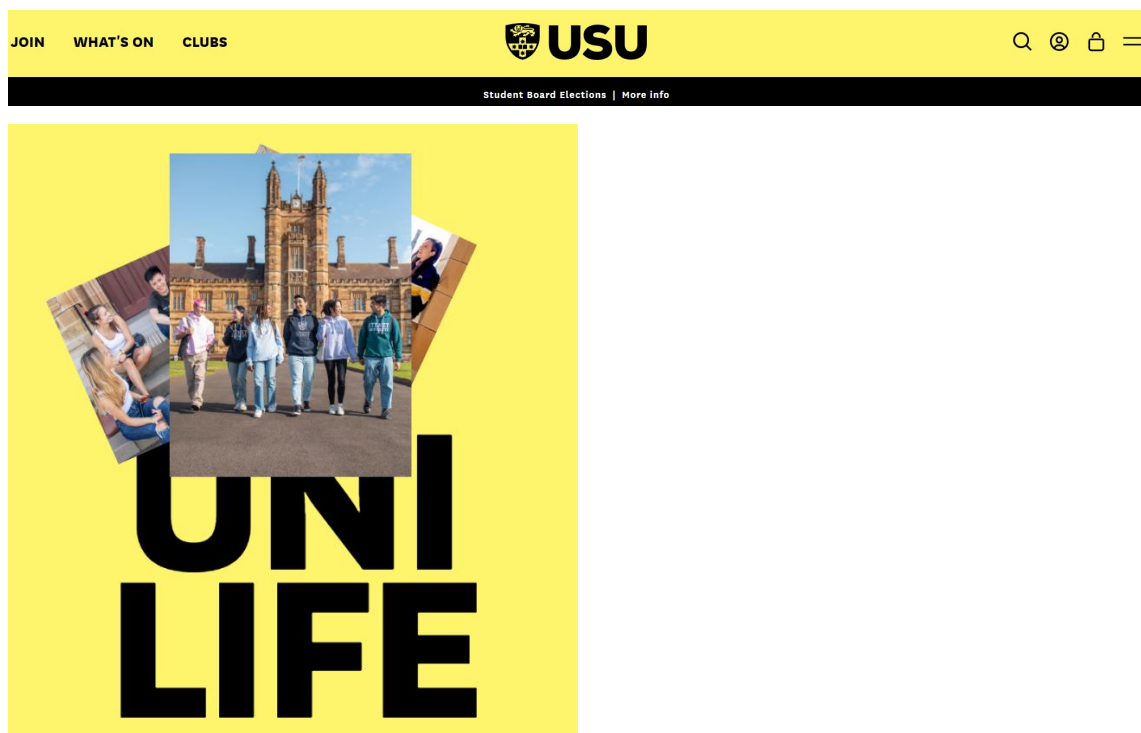 JOIN
WHAT'S ON
CLUBS
USU
Student Board Elections | More info
UNI
LIFE